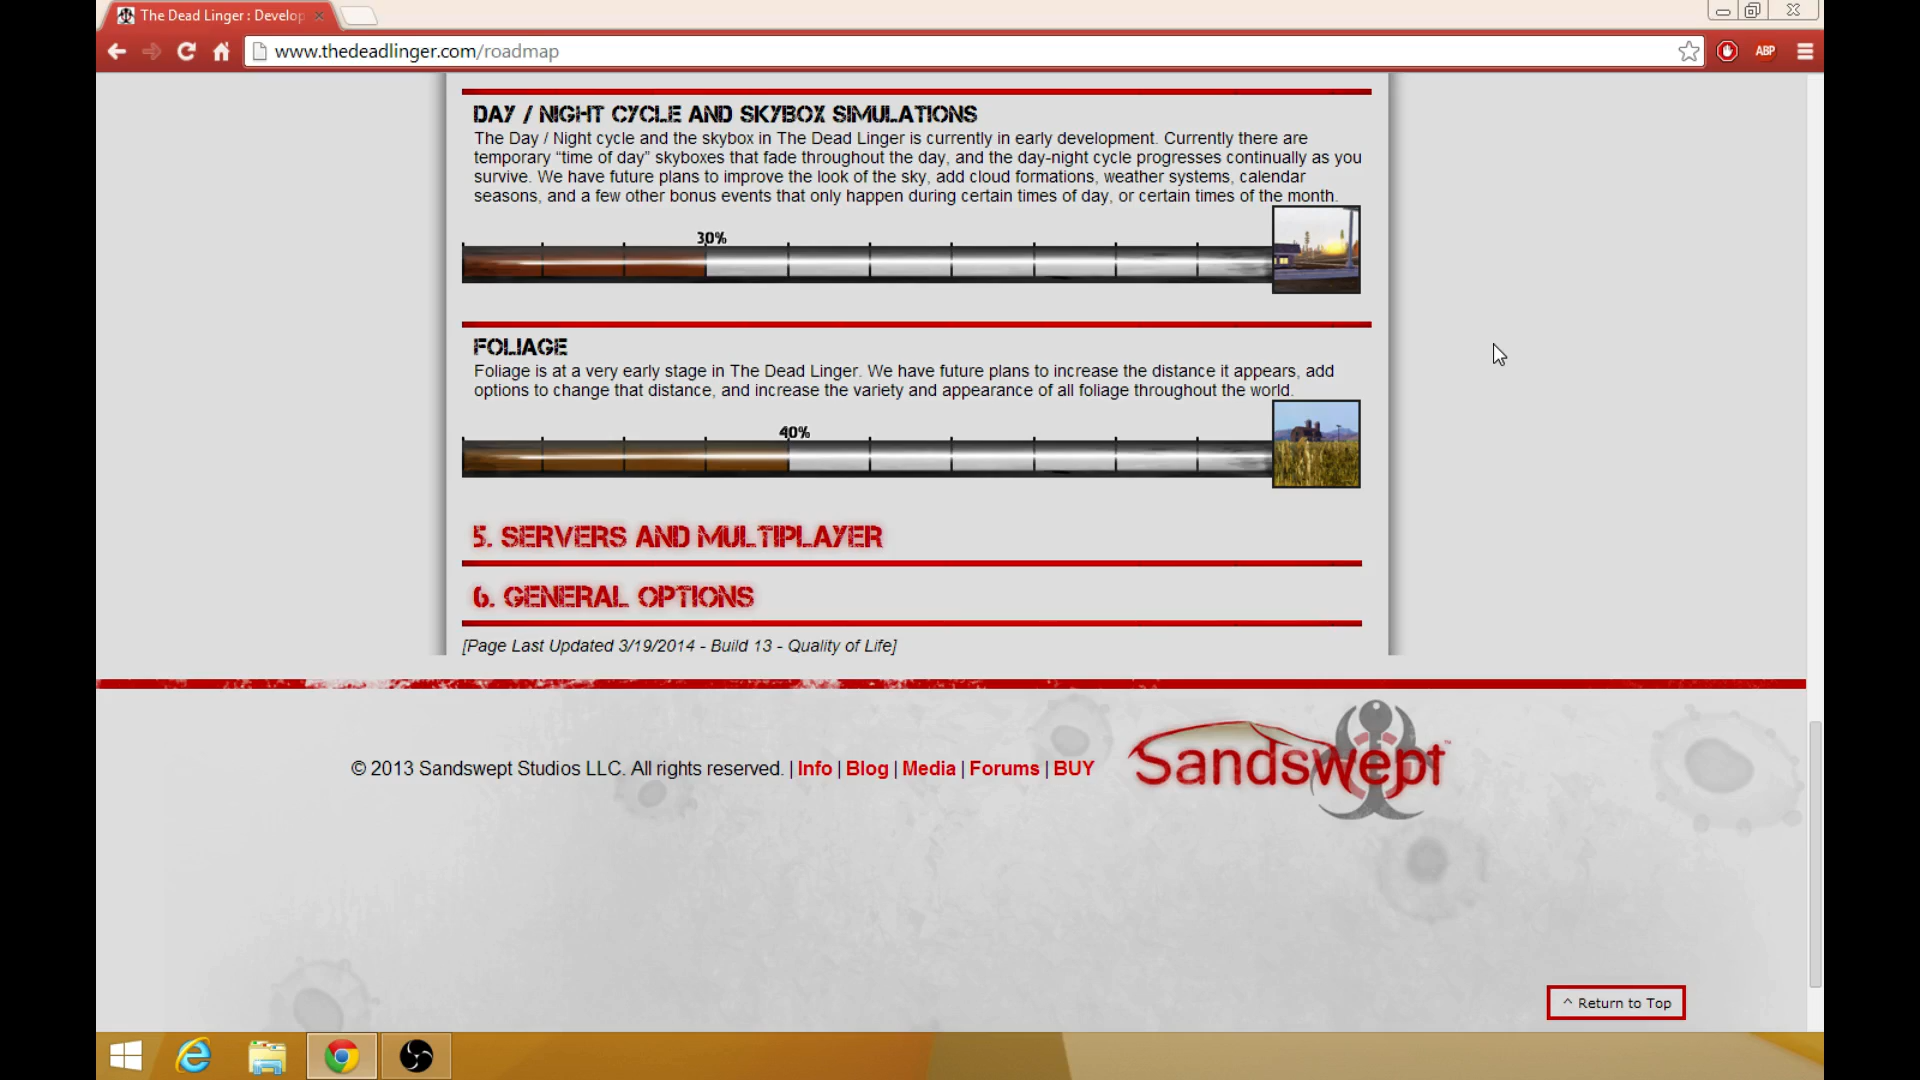 The Dead Linger : Develop
www.thedeadlinger.com/roadmap
ABP
DAY / NIGHT CYCLE AND SKYBOX SIMULATIONS
The Day / Night cycle and the skybox in The Dead Linger is currently in early development. Currently there are
temporary “time of day” skyboxes that fade throughout the day, and the day-night cycle progresses continually as you
survive. We have future plans to improve the look of the sky, add cloud formations, weather systems, calendar
seasons, and a few other bonus events that only happen during certain times of day, or certain times of the month.
30%
FOLIAGE
Foliage is at a very early stage in The Dead Linger. We have future plans to increase the distance it appears, add
options to change that distance, and increase the variety and appearance of all foliage throughout the world.
40%
5. SERVERS AND MULTIPLAYER
6. GENERAL OPTIONS
[Page Last Updated 3/19/2014 - Build 13 - Quality of Life]
© 2013 Sandswept Studios LLC. All rights reserved. | Info | Blog | Media | Forums | BUY
Sandswept™
^ Return to Top